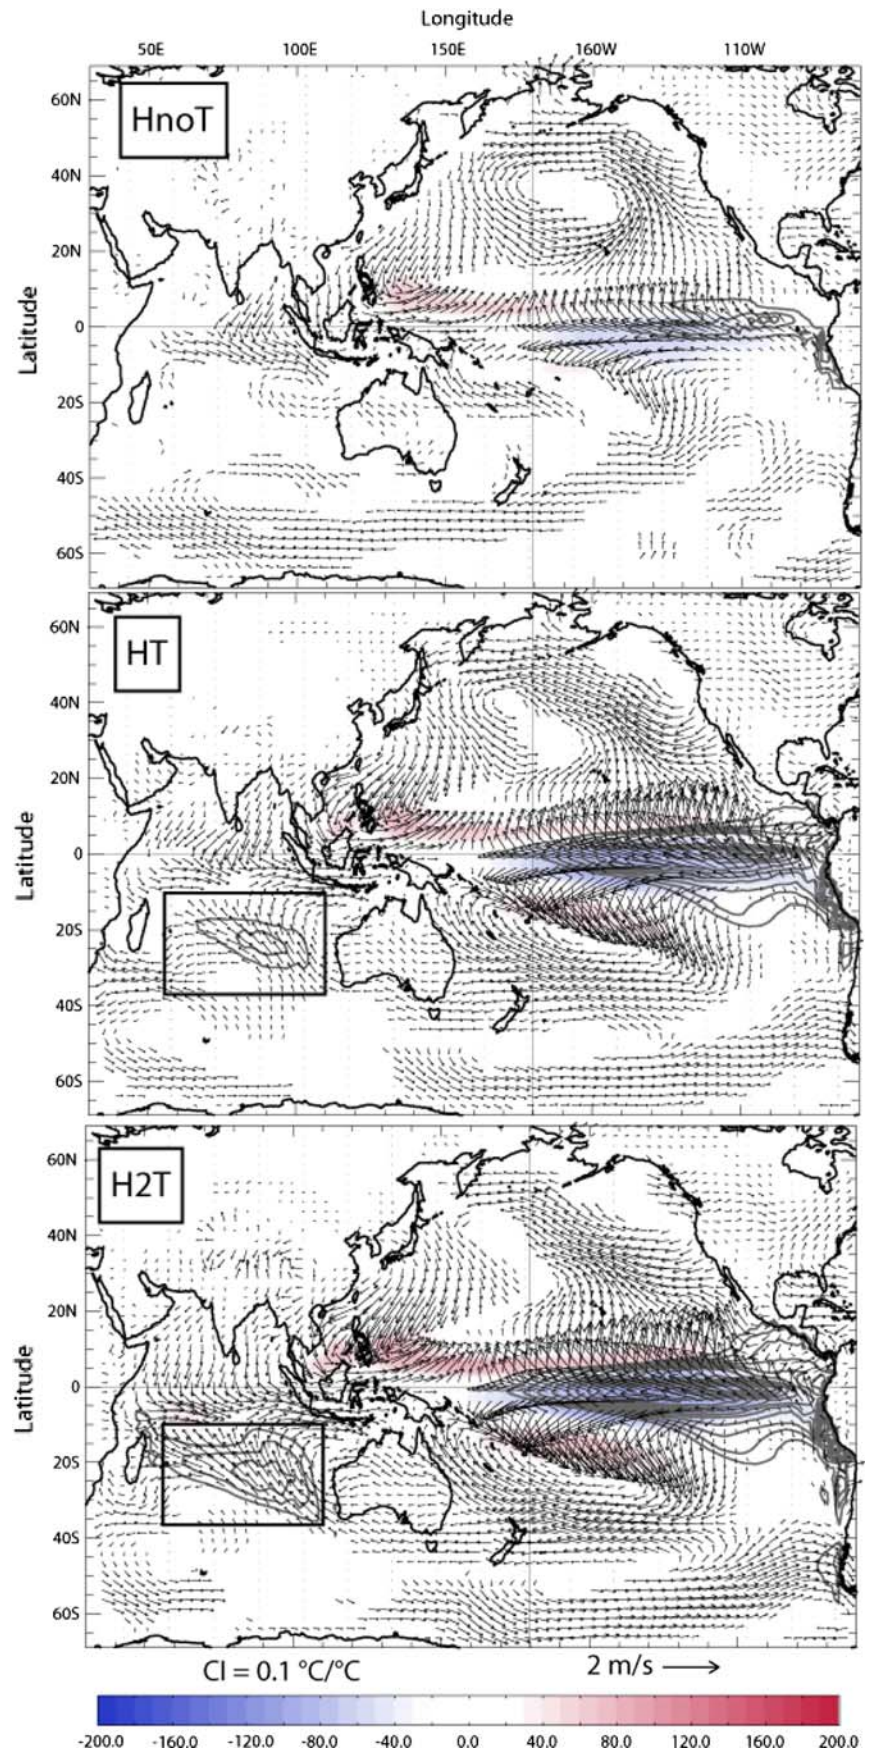 Longitude
50E 100E 150E 160W 110W
HnoT
60N
40N
20N
0
20S
40S
60S
Latitude
HT
60N
40N
20N
0
20S
40S
60S
Latitude
H2T
60N
40N
20N
0
20S
40S
60S
Latitude
CI = 0.1 °C/°C 2 m/s
-200.0 -160.0 -120.0 -80.0 -40.0 0.0 40.0 80.0 120.0 160.0 200.0